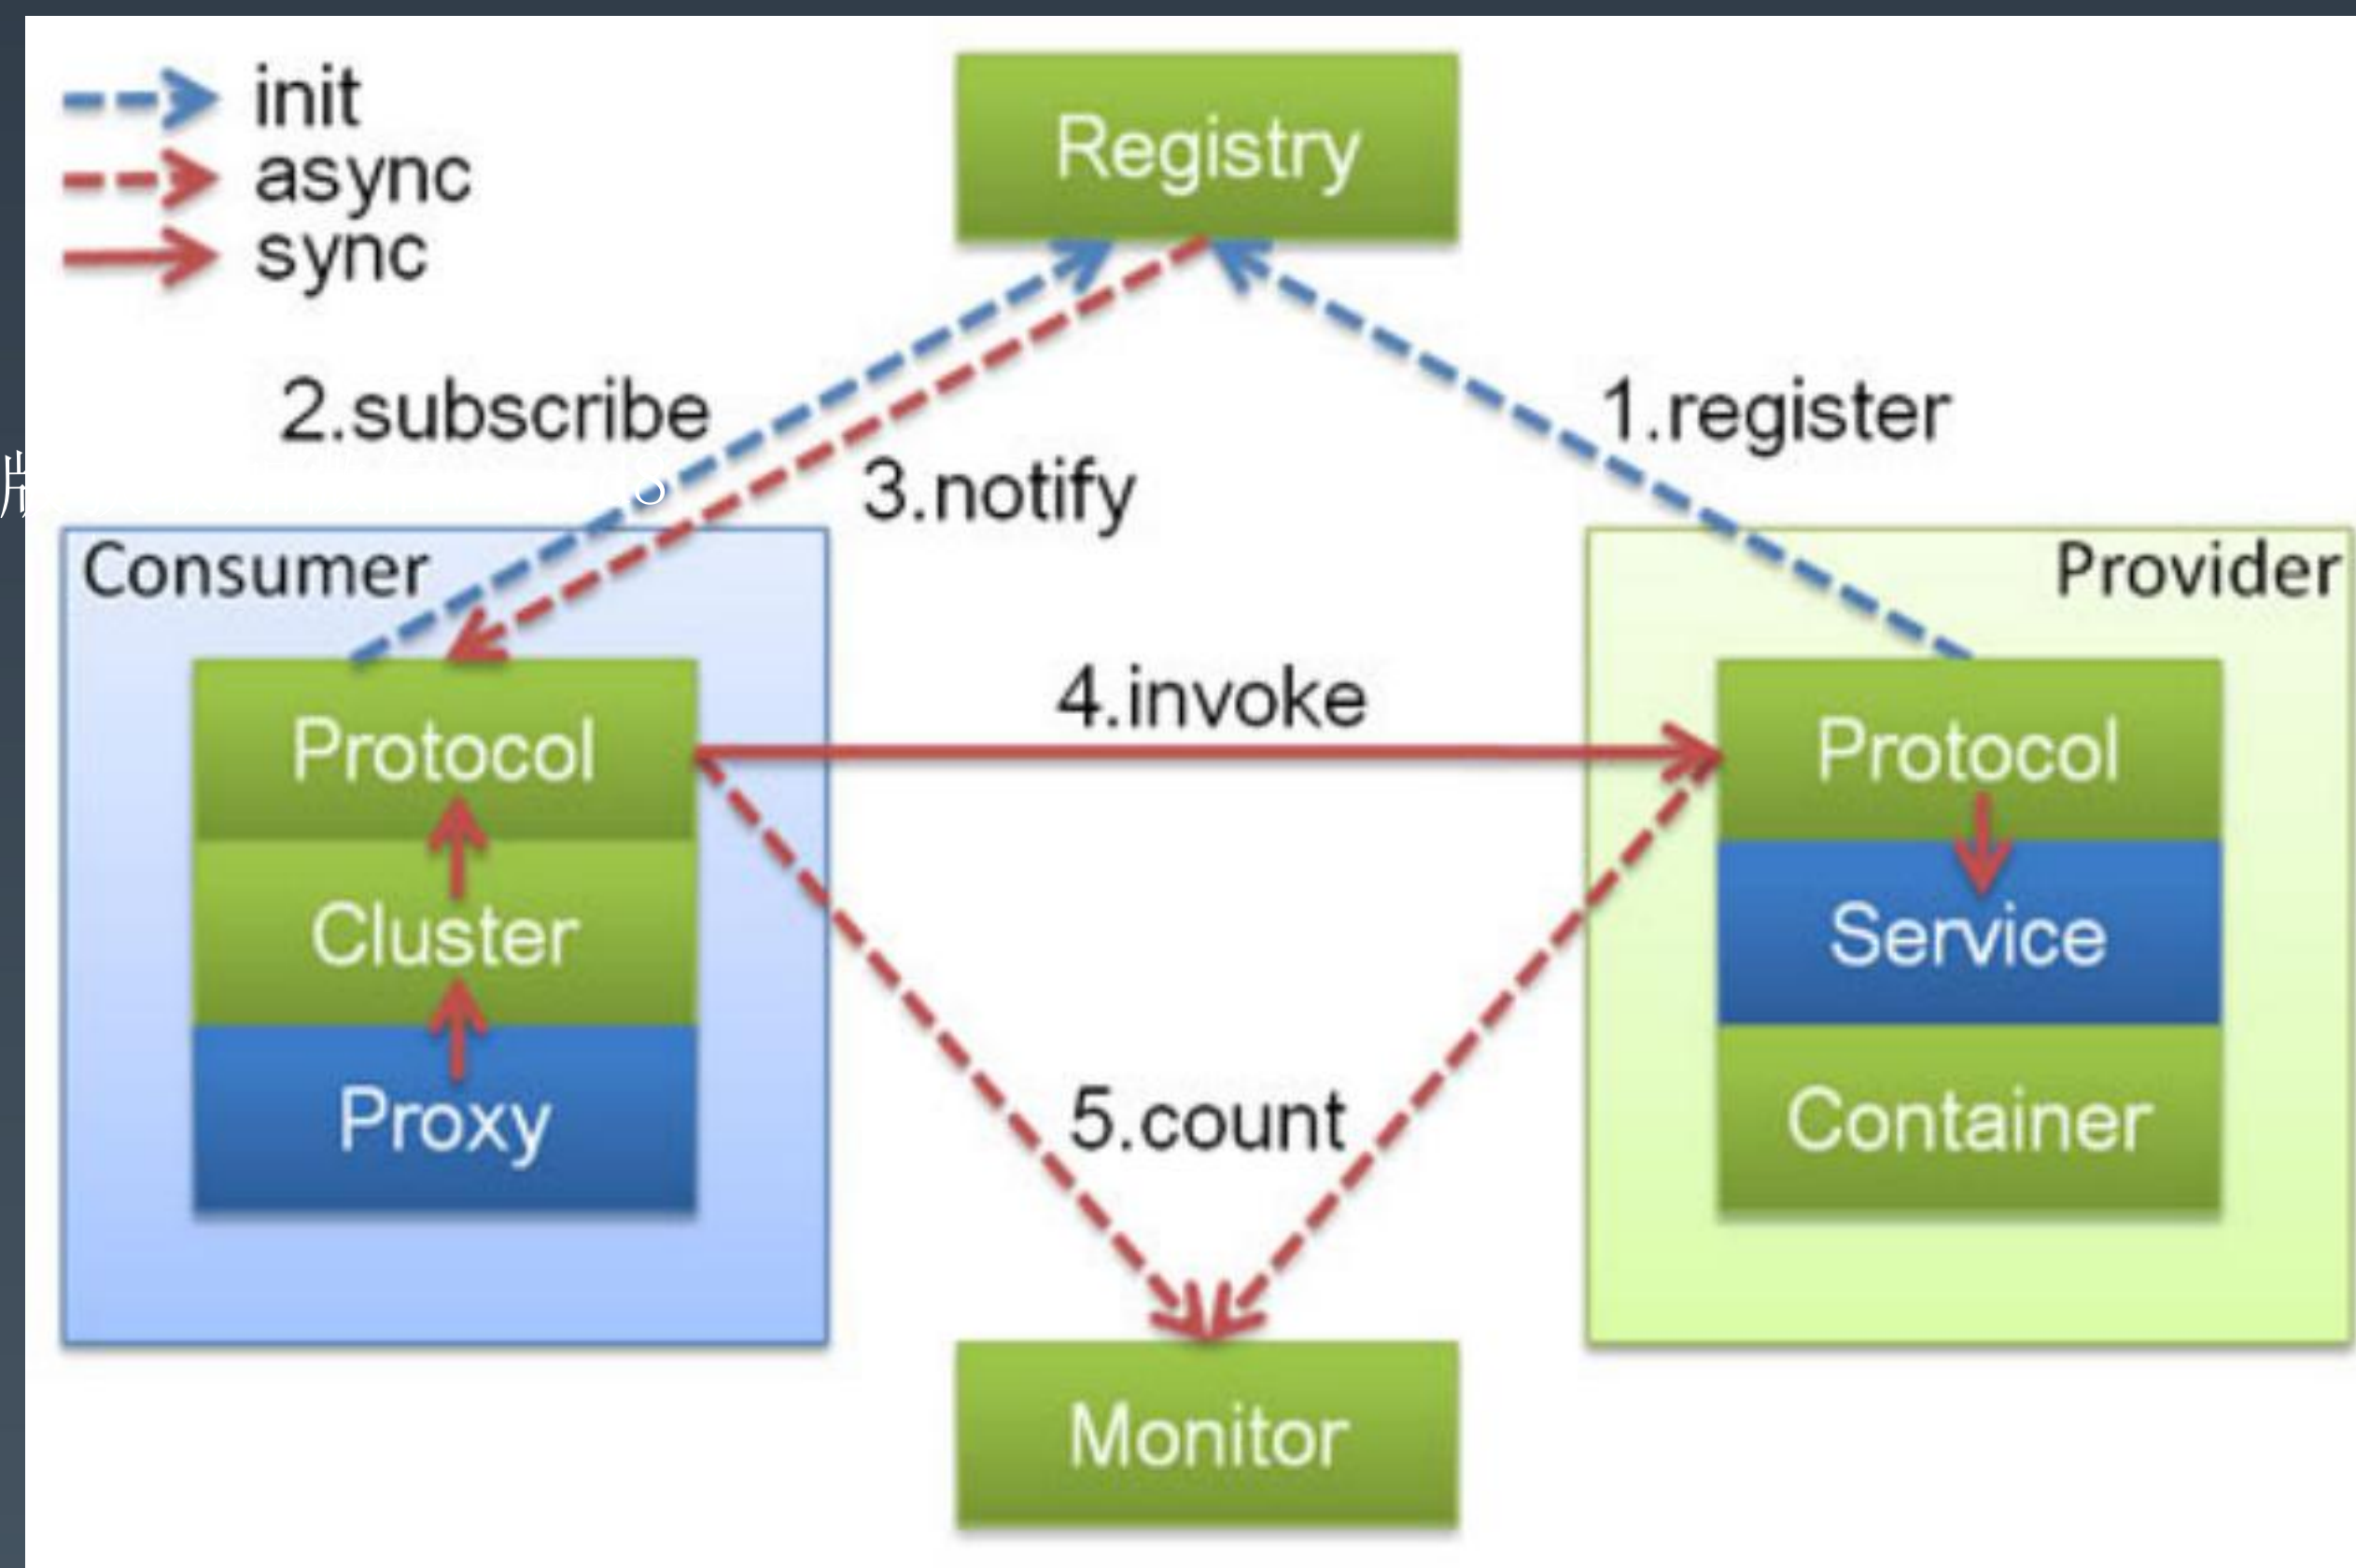 init
async
sync
Registry
2.subscribe
1.register
3.notify
Consumer
Provider
4.invoke
Protocol
Protocol
Cluster
Service
Proxy
Container
5.count
Monitor